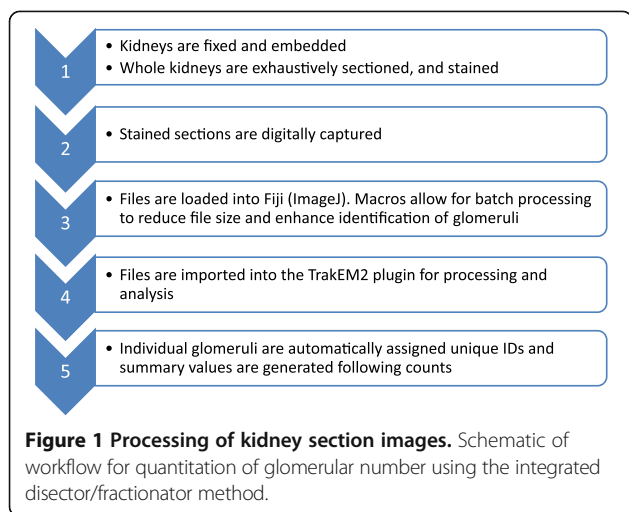 1
• Kidneys are fixed and embedded
• Whole kidneys are exhaustively sectioned, and stained
2
• Stained sections are digitally captured
3
• Files are loaded into Fiji (ImageJ). Macros allow for batch processing
to reduce file size and enhance identification of glomeruli
4
• Files are imported into the TrakEM2 plugin for processing and
analysis
5
• Individual glomeruli are automatically assigned unique IDs and
summary values are generated following counts
Figure 1 Processing of kidney section images. Schematic of
workflow for quantitation of glomerular number using the integrated
disector/fractionator method.